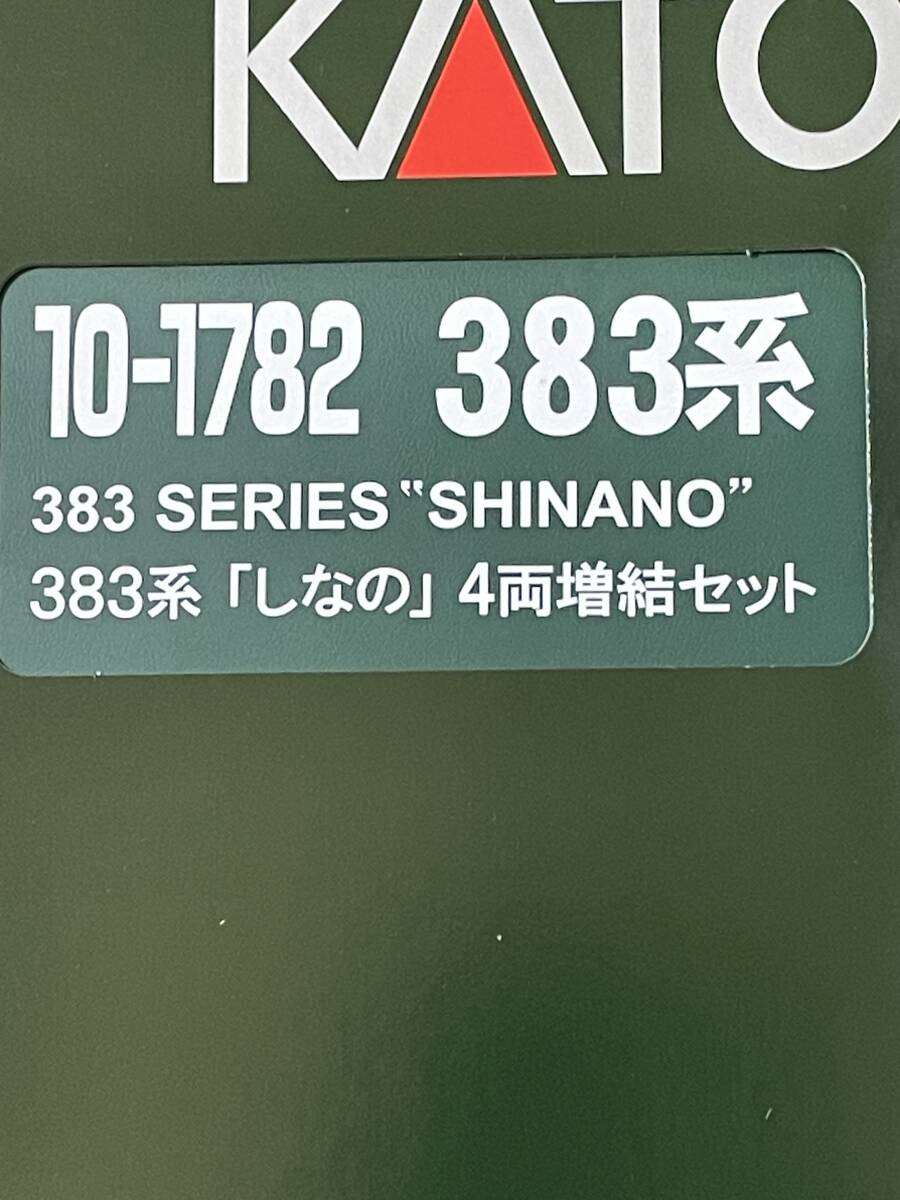 KATO
10-1782 383系
383 SERIES “SHINANO”
383系「しなの」4両増結セット